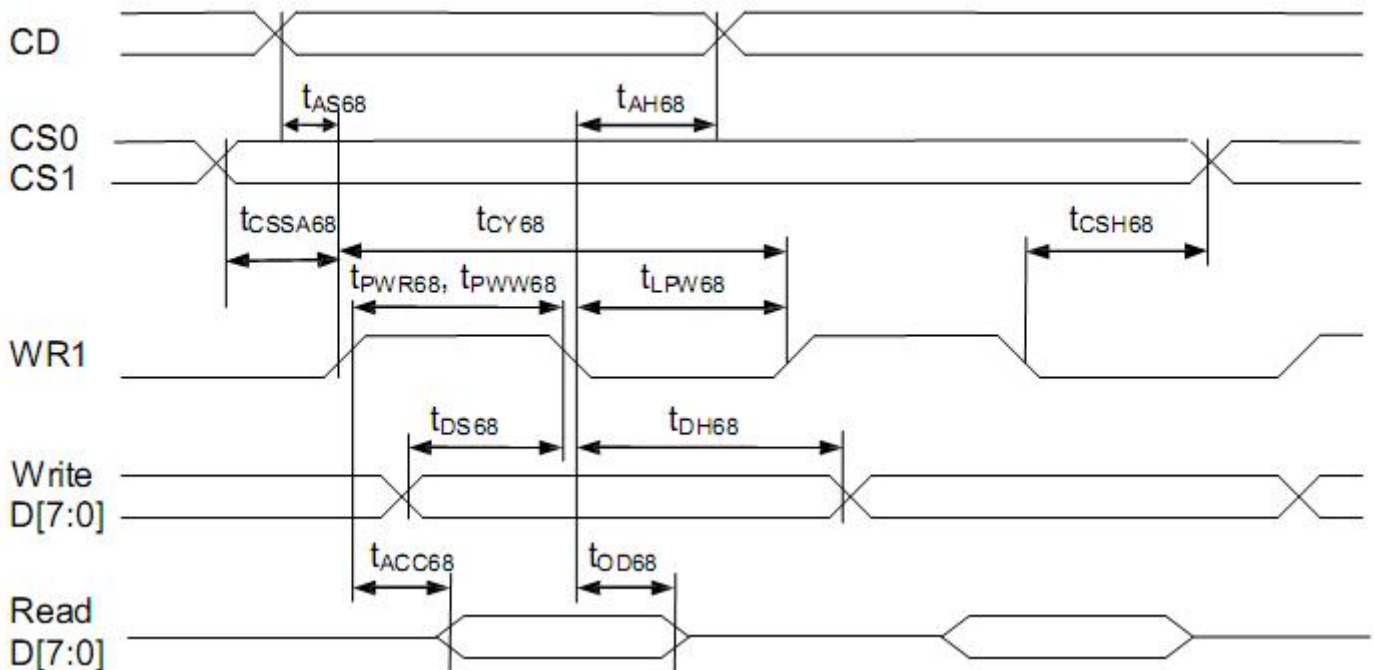 CD
tAS68 tAH68
CS0
CS1
tCSSA68 tCY68 tCSH68
tPWR68, tPWW68 tLPW68
WR1
tDS68 tDH68
Write
D[7:0]
tACC68 tOD68
Read
D[7:0]